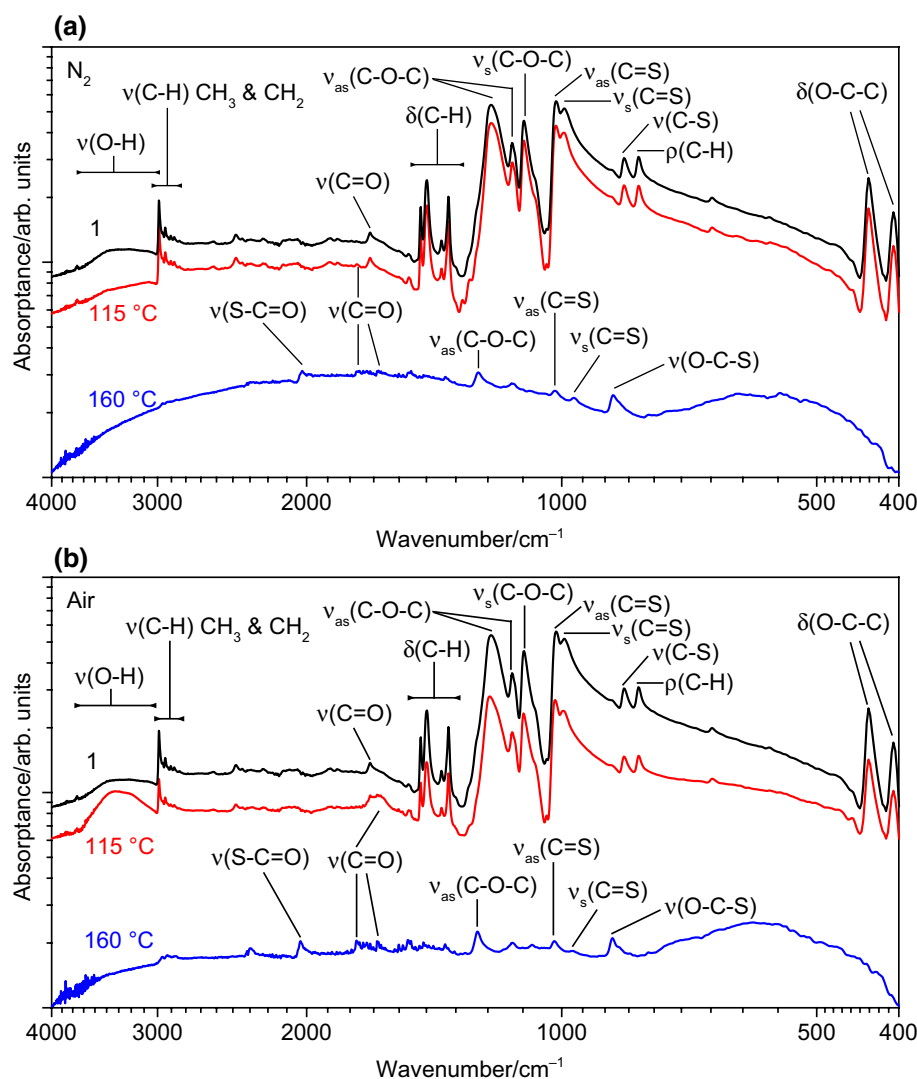 (a)
N₂
ν(C-H) CH₃ & CH₂
ν(O-H)
νas(C-O-C)
δ(C-H)
ν(C=O)
νs(C-O-C)
νas(C=S)
νs(C=S)
ν(C-S)
ρ(C-H)
δ(O-C-C)
1
115 °C
160 °C
ν(S-C=O)
ν(C=O)
νas(C-O-C)
νas(C=S)
νs(C=S)
ν(O-C-S)
Absorptance/arb. units
4000 3000 2000 1000 500 400
Wavenumber/cm⁻¹
(b)
Air
ν(C-H) CH₃ & CH₂
ν(O-H)
νas(C-O-C)
δ(C-H)
ν(C=O)
νs(C-O-C)
νas(C=S)
νs(C=S)
ν(C-S)
ρ(C-H)
δ(O-C-C)
1
115 °C
160 °C
ν(S-C=O)
ν(C=O)
νas(C-O-C)
νas(C=S)
νs(C=S)
ν(O-C-S)
Absorptance/arb. units
4000 3000 2000 1000 500 400
Wavenumber/cm⁻¹